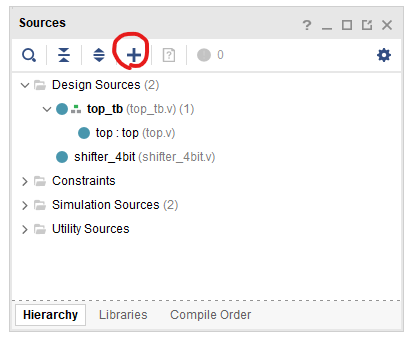 Sources
? _
0
Design Sources (2)
top_tb (top_tb.v) (1)
top : top (top.v)
shifter_4bit (shifter_4bit.v)
Constraints
Simulation Sources (2)
Utility Sources
Hierarchy Libraries Compile Order